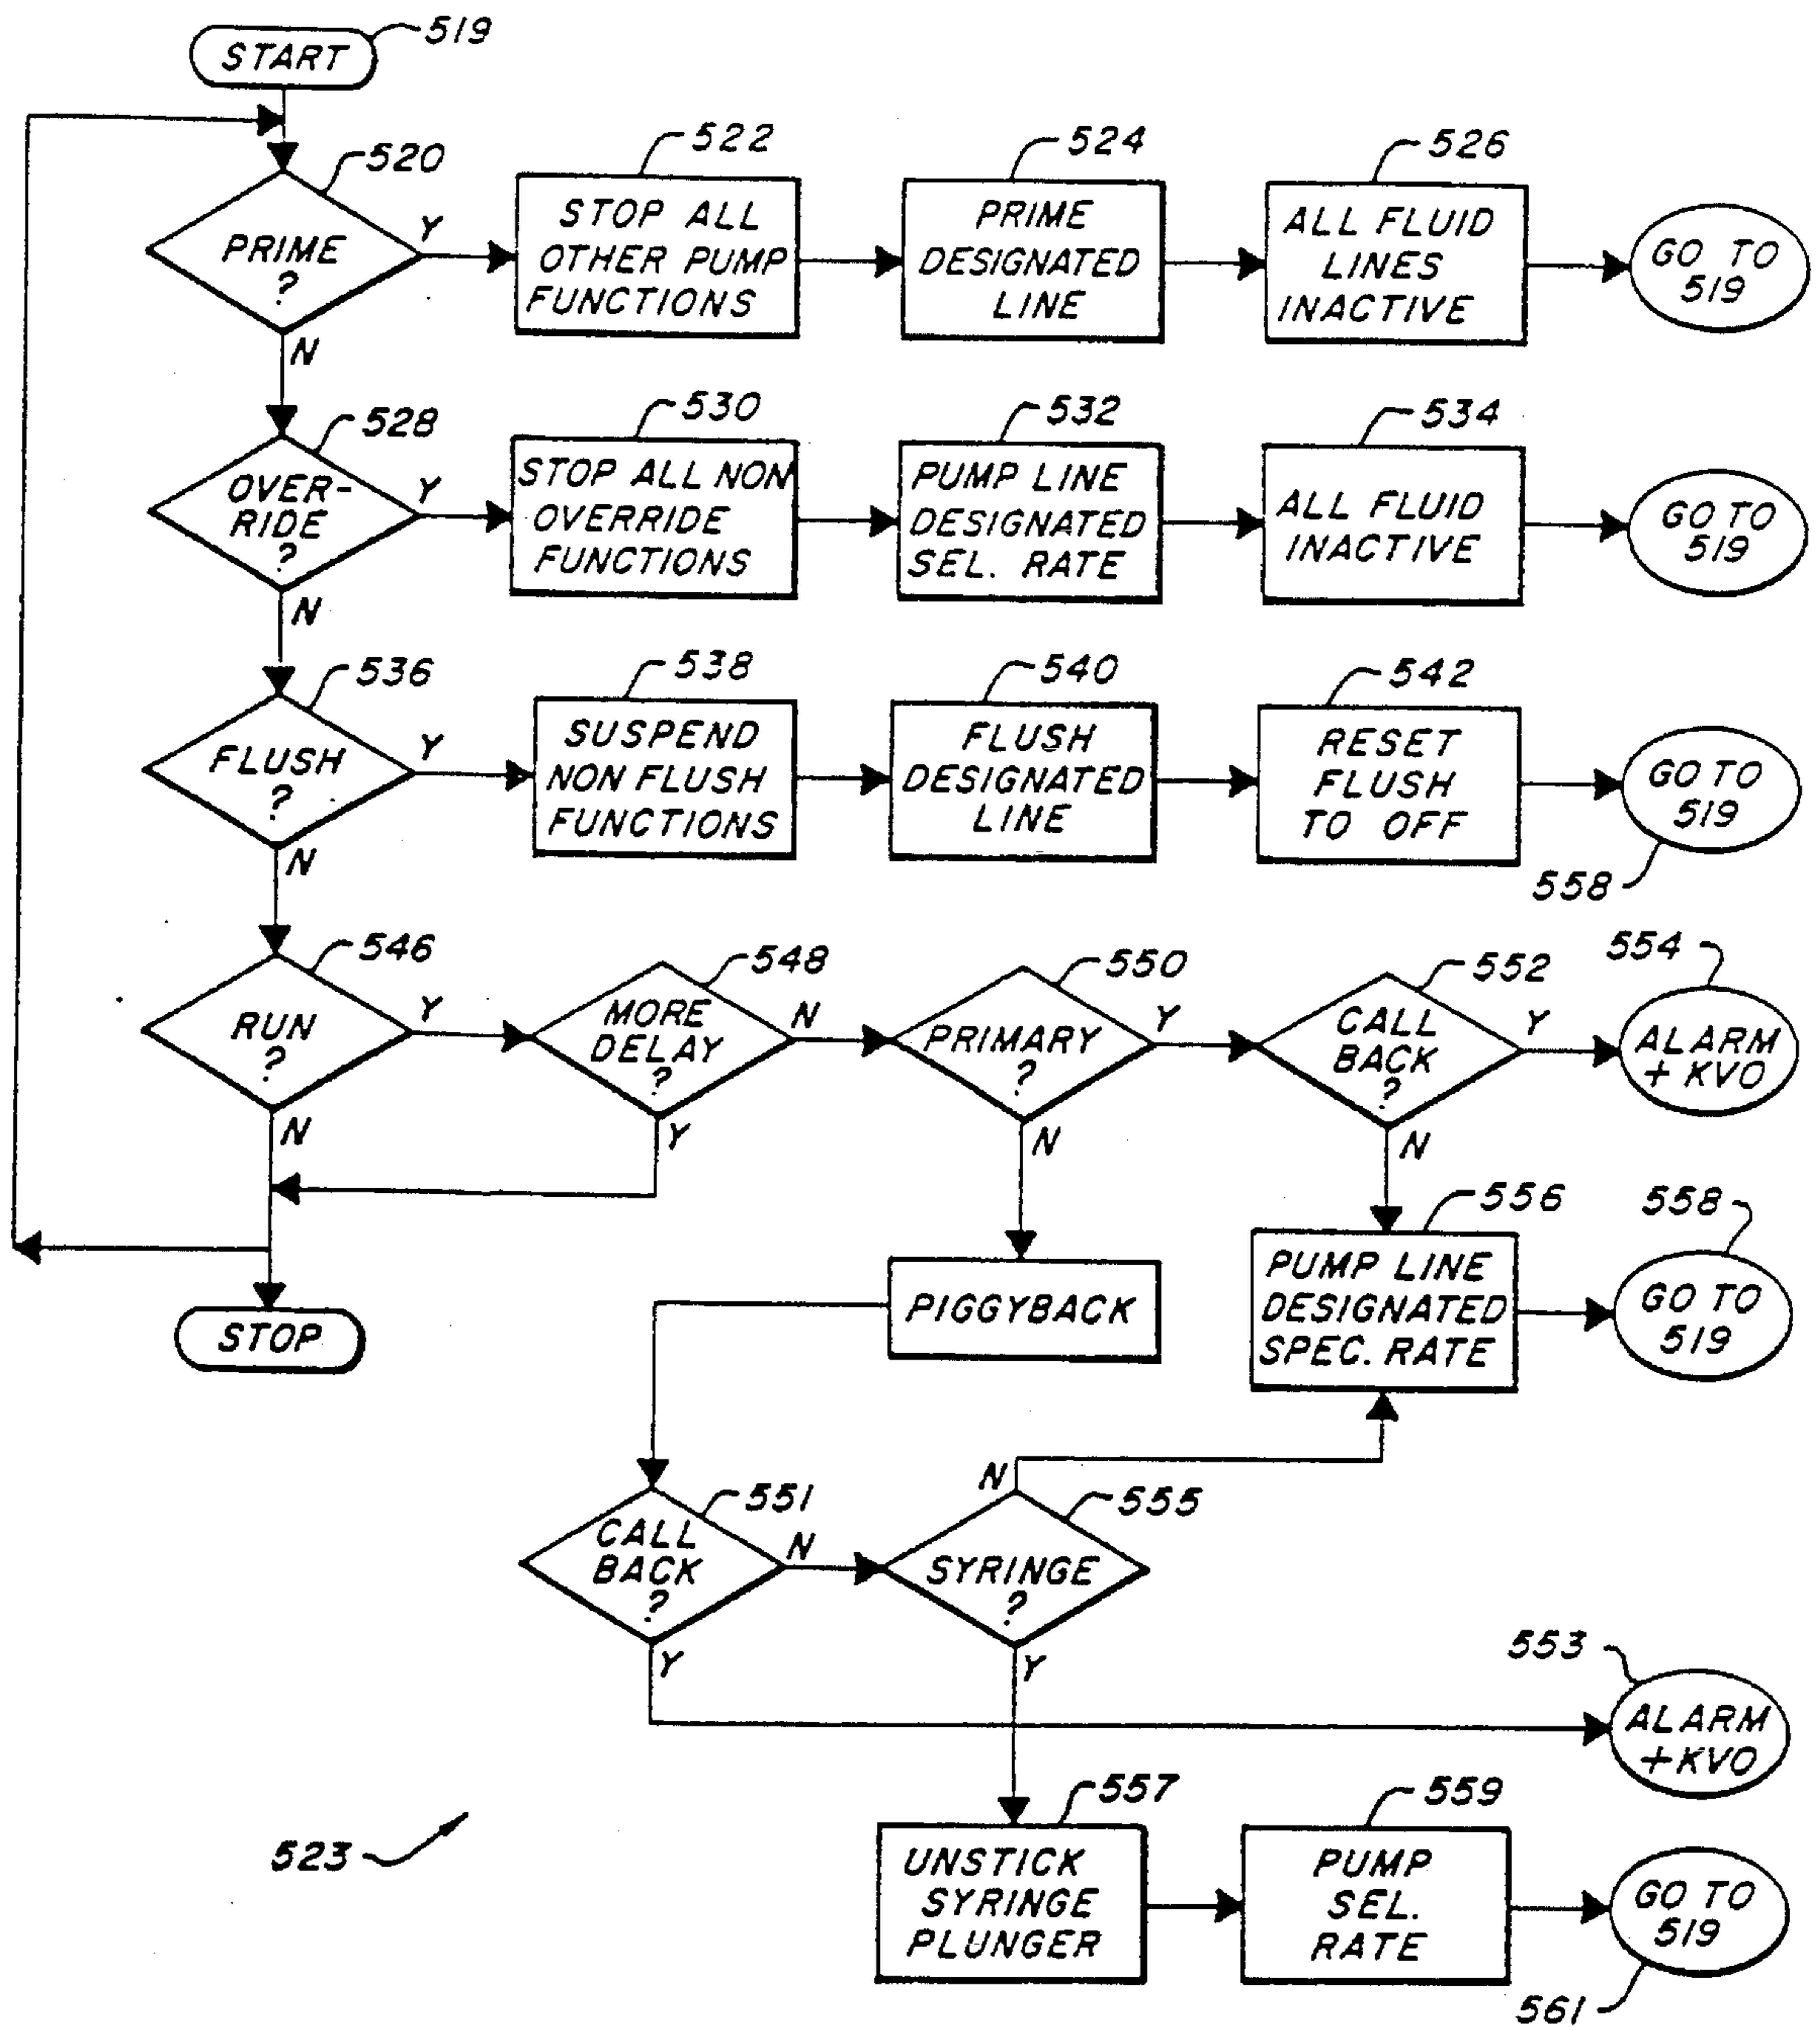 START
519
520
PRIME
?
Y
N
522
STOP ALL
OTHER PUMP
FUNCTIONS
524
PRIME
DESIGNATED
LINE
526
ALL FLUID
LINES
INACTIVE
GO TO
519
528
OVER-
RIDE
?
Y
N
530
STOP ALL NON
OVERRIDE
FUNCTIONS
532
PUMP LINE
DESIGNATED
SEL. RATE
534
ALL FLUID
INACTIVE
GO TO
519
536
FLUSH
?
Y
N
538
SUSPEND
NON FLUSH
FUNCTIONS
540
FLUSH
DESIGNATED
LINE
542
RESET
FLUSH
TO OFF
GO TO
519
558
546
RUN
?
Y
N
548
MORE
DELAY
?
N
Y
550
PRIMARY
?
Y
N
552
CALL
BACK
?
Y
N
554
ALARM
+ KVO
STOP
PIGGYBACK
556
PUMP LINE
DESIGNATED
SPEC. RATE
558
GO TO
519
551
CALL
BACK
?
N
Y
555
SYRINGE
?
N
Y
553
ALARM
+KVO
557
UNSTICK
SYRINGE
PLUNGER
559
PUMP
SEL.
RATE
GO TO
519
561
523